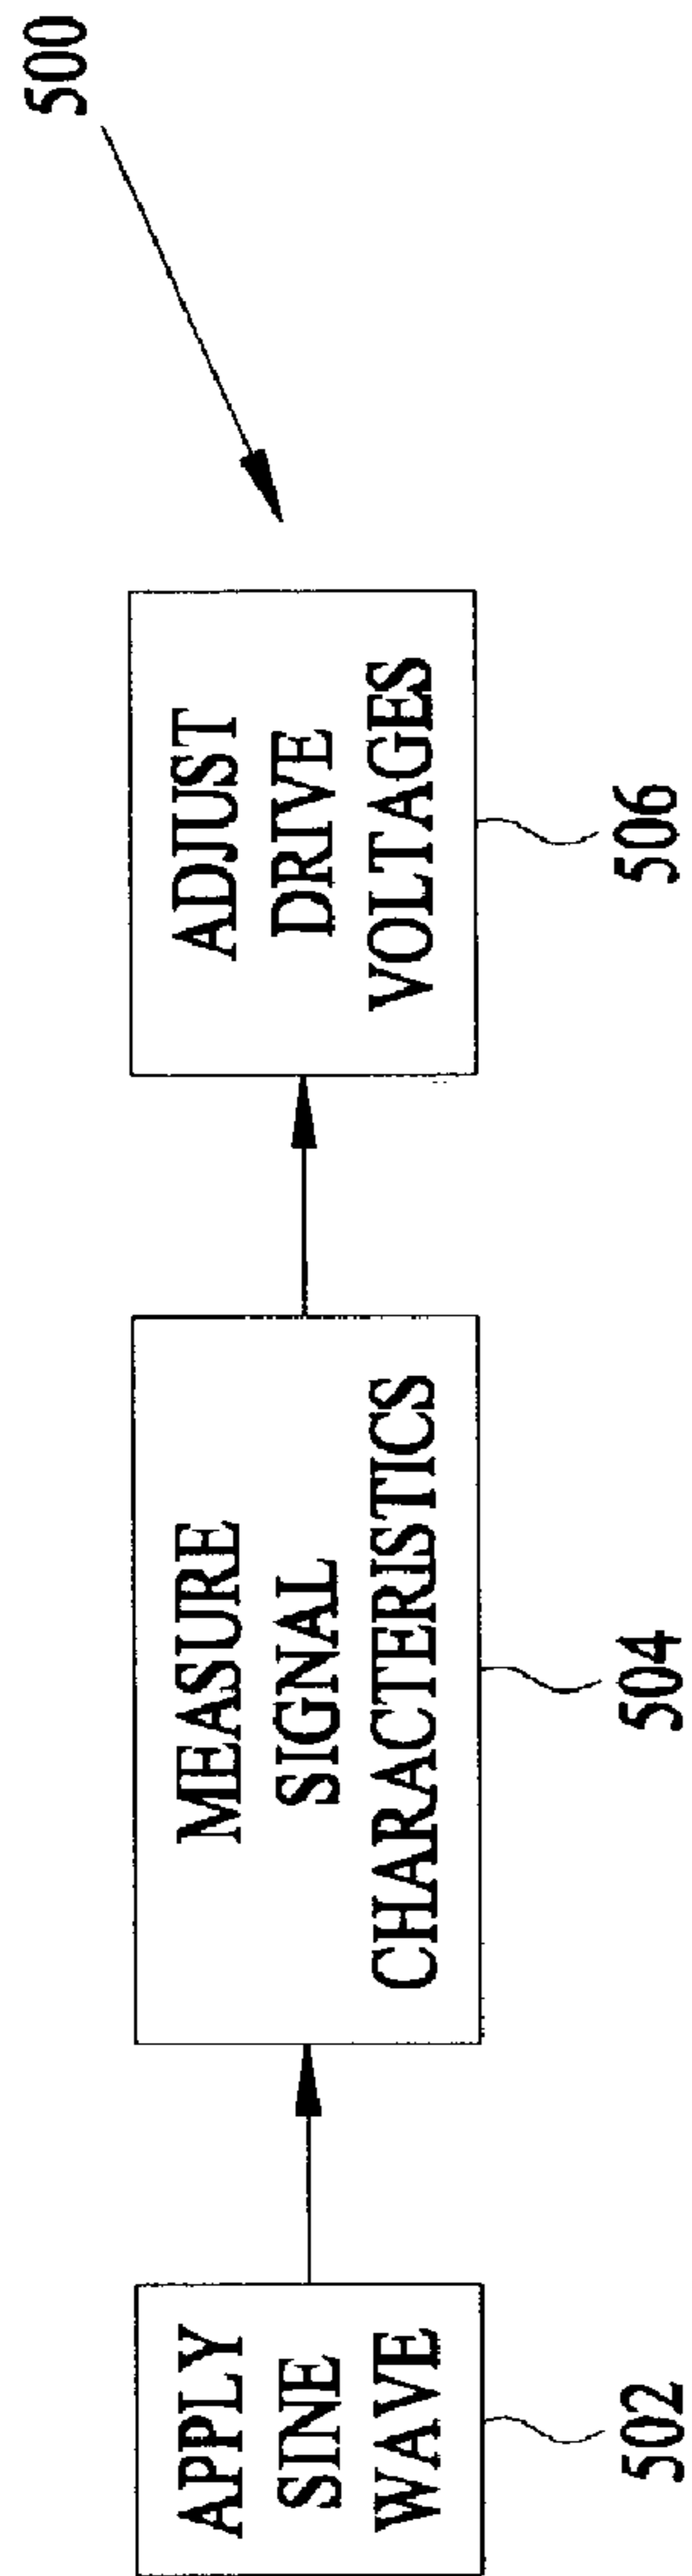 500
APPLY
SINE
WAVE
502
MEASURE
SIGNAL
CHARACTERISTICS
504
ADJUST
DRIVE
VOLTAGES
506